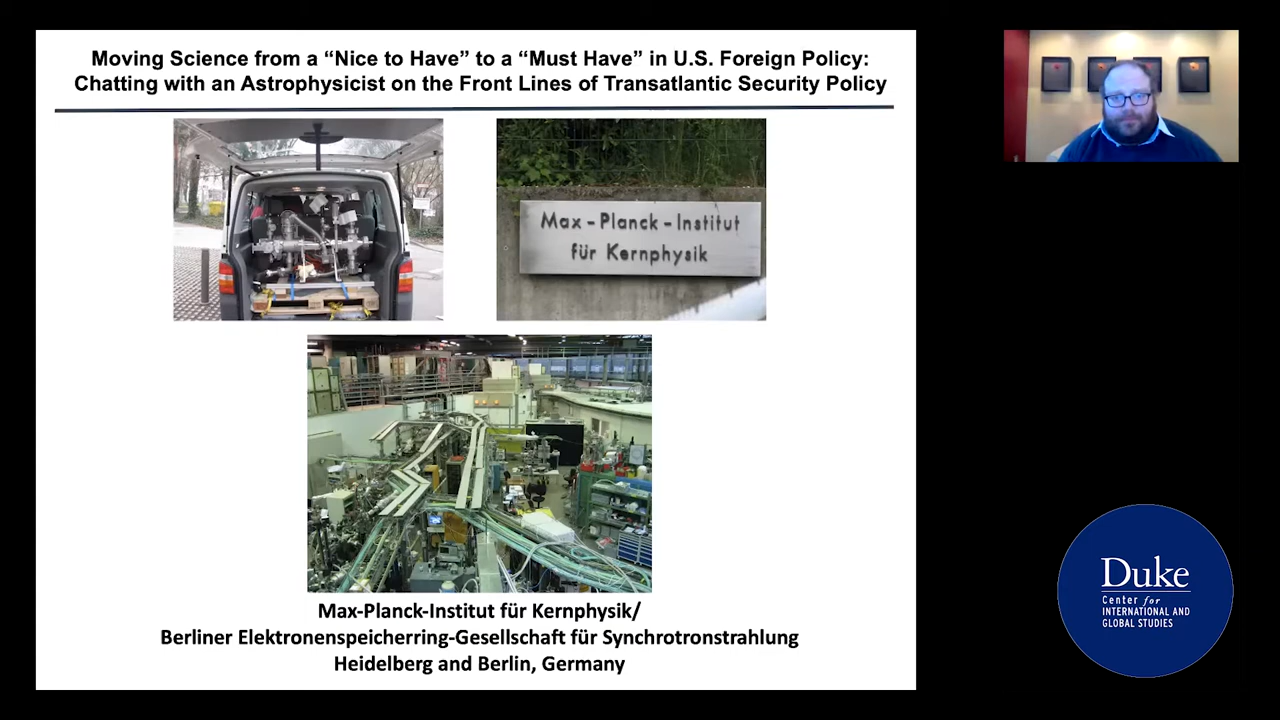 Moving Science from a “Nice to Have” to a “Must Have” in U.S. Foreign Policy:
Chatting with an Astrophysicist on the Front Lines of Transatlantic Security Policy
Max-Planck-Institut
für Kernphysik
Max-Planck-Institut für Kernphysik/
Berliner Elektronenspeicherring-Gesellschaft für Synchrotronstrahlung
Heidelberg and Berlin, Germany
Duke
Center for
INTERNATIONAL AND
GLOBAL STUDIES